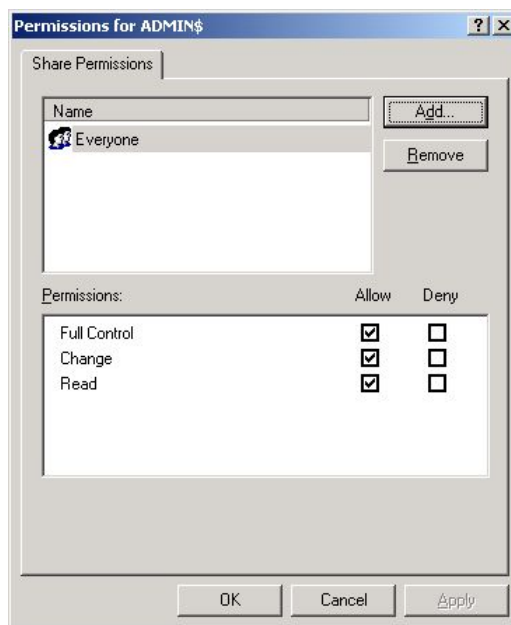 Permissions for ADMIN$
Share Permissions
Name
Add...
Everyone
Remove
Permissions: Allow Deny
Full Control
Change
Read
OK Cancel Apply